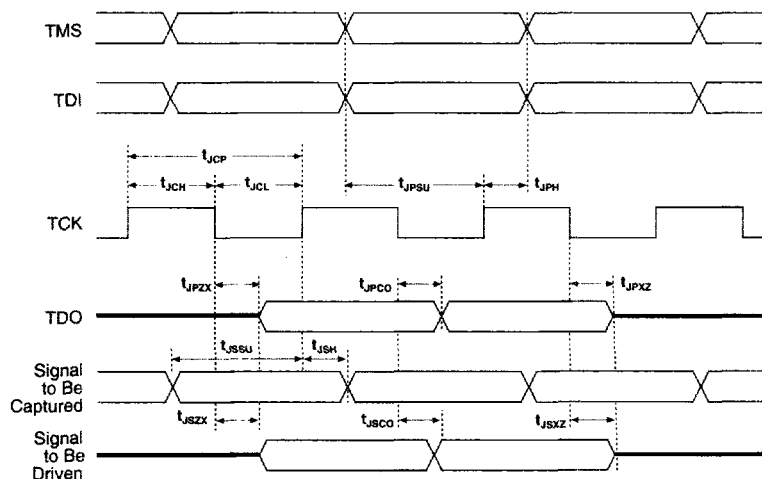 TMS
TDI
tJCP
tJCH
tJCL
tJPSU
tJPH
TCK
tJPZX
tJPCO
tJPXZ
TDO
tJSSU
tJSH
Signal
to Be
Captured
tJSZX
tJSCO
tJSXZ
Signal
to Be
Driven